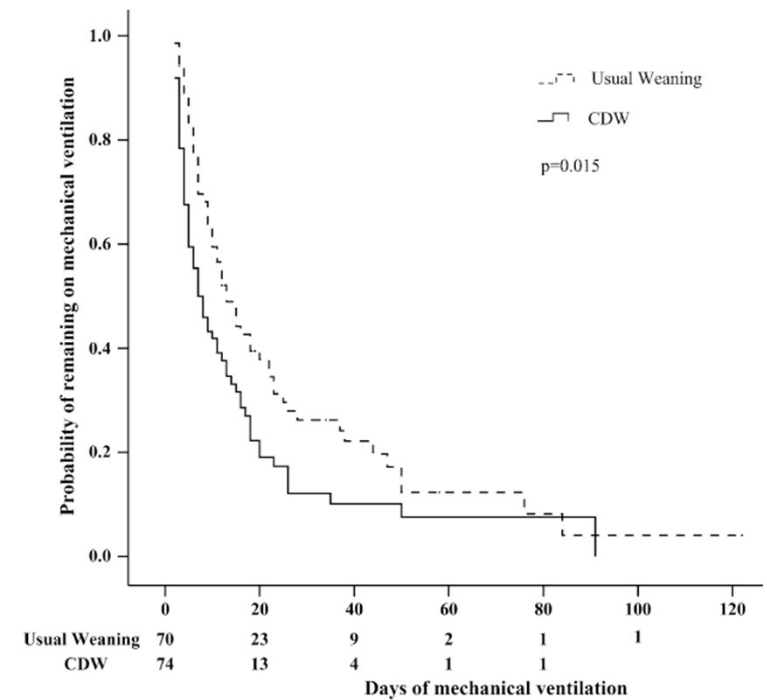 Probability of remaining on mechanical ventilation
1.0
0.8
0.6
0.4
0.2
0.0
Usual Weaning
CDW
p=0.015
0 20 40 60 80 100 120
Usual Weaning 70 23 9 2 1 1
CDW 74 13 4 1 1
Days of mechanical ventilation